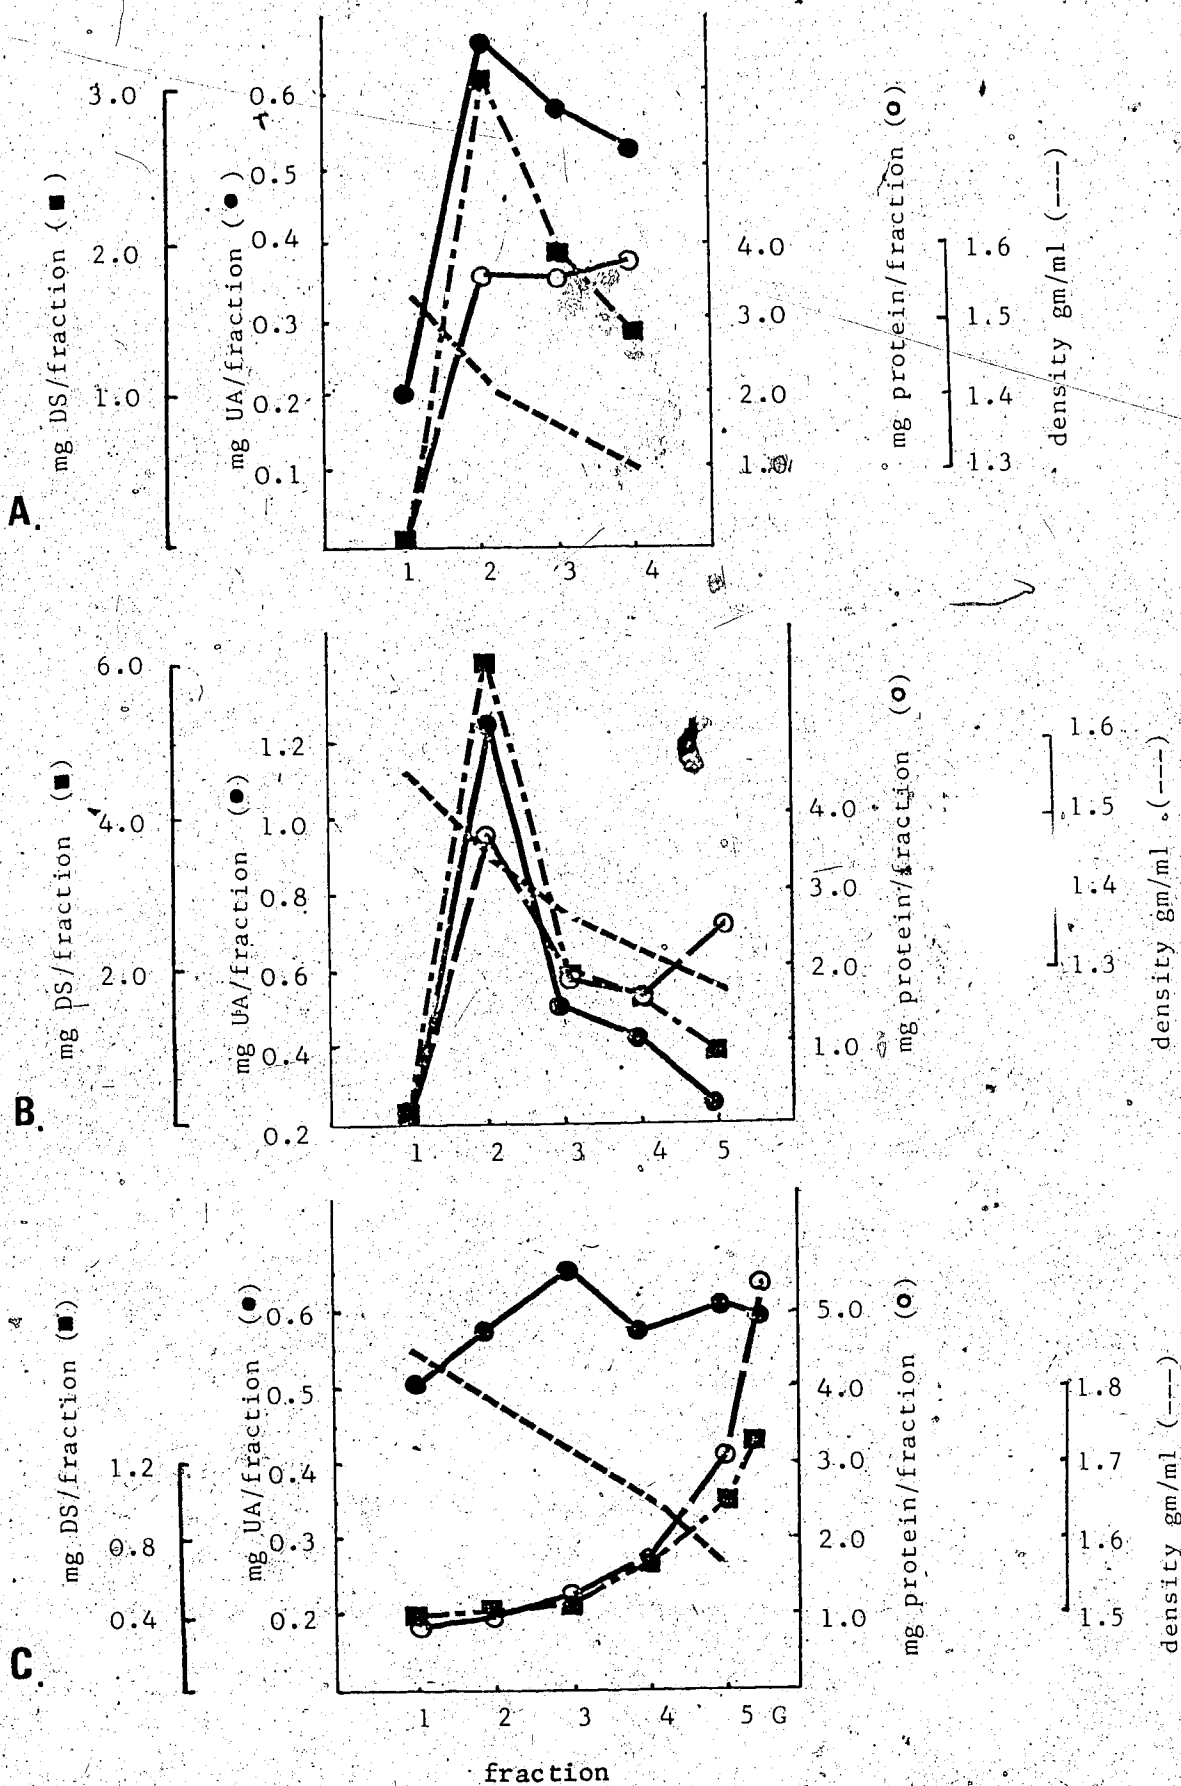 A.
mg DS/fraction (■)
3.0
2.0
1.0
mg UA/fraction (●)
0.6
0.5
0.4
0.3
0.2
0.1
1 2 3 4
4.0
3.0
2.0
1.0
mg protein/fraction (o)
1.6
1.5
1.4
1.3
density gm/ml (---)
B.
mg DS/fraction (■)
6.0
4.0
2.0
mg UA/fraction (●)
1.2
1.0
0.8
0.6
0.4
0.2
1 2 3 4 5
4.0
3.0
2.0
1.0
mg protein/fraction (o)
1.6
1.5
1.4
1.3
density gm/ml (---)
C.
mg DS/fraction (■)
1.2
0.8
0.4
mg UA/fraction (●)
0.6
0.5
0.4
0.3
0.2
1 2 3 4 5 G
5.0
4.0
3.0
2.0
1.0
mg protein/fraction (o)
1.8
1.7
1.6
1.5
density gm/ml (---)
fraction